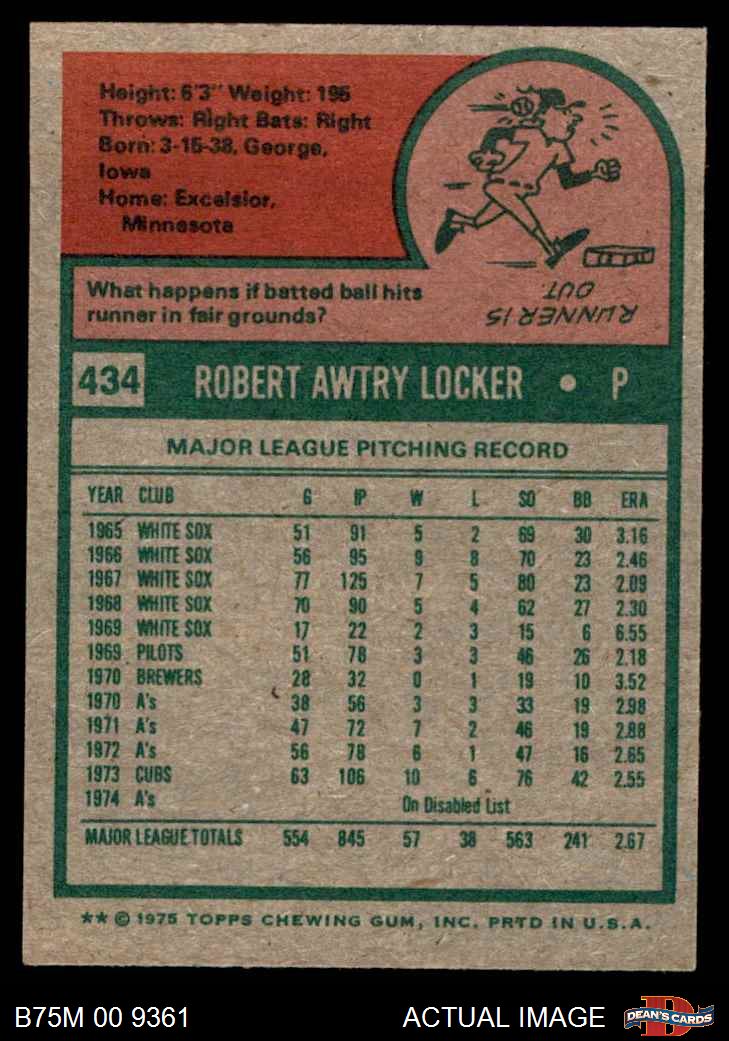 Height: 6'3" Weight: 195
Throws: Right Bats: Right
Born: 3-15-38, George,
Iowa
Home: Excelsior,
Minnesota
What happens if batted ball hits
runner in fair grounds?
RUNNER IS
OUT.
434 ROBERT AWTRY LOCKER • P
MAJOR LEAGUE PITCHING RECORD
YEAR CLUB G IP W L SO BB ERA
1965 WHITE SOX 51 91 5 2 69 30 3.16
1966 WHITE SOX 56 95 9 8 70 23 2.46
1967 WHITE SOX 77 125 7 5 80 23 2.09
1968 WHITE SOX 70 90 5 4 62 27 2.30
1969 WHITE SOX 17 22 2 3 15 6 6.55
1969 PILOTS 51 78 3 3 46 26 2.18
1970 BREWERS 28 32 0 1 19 10 3.52
1970 A's 38 56 3 3 33 19 2.98
1971 A's 47 72 7 2 46 19 2.88
1972 A's 56 78 6 1 47 16 2.65
1973 CUBS 63 106 10 6 76 42 2.55
1974 A's On Disabled List
MAJOR LEAGUE TOTALS 554 845 57 38 563 241 2.67
** © 1975 TOPPS CHEWING GUM, INC. PRTD IN U.S.A.
B75M 00 9361 ACTUAL IMAGE DEAN'S CARDS